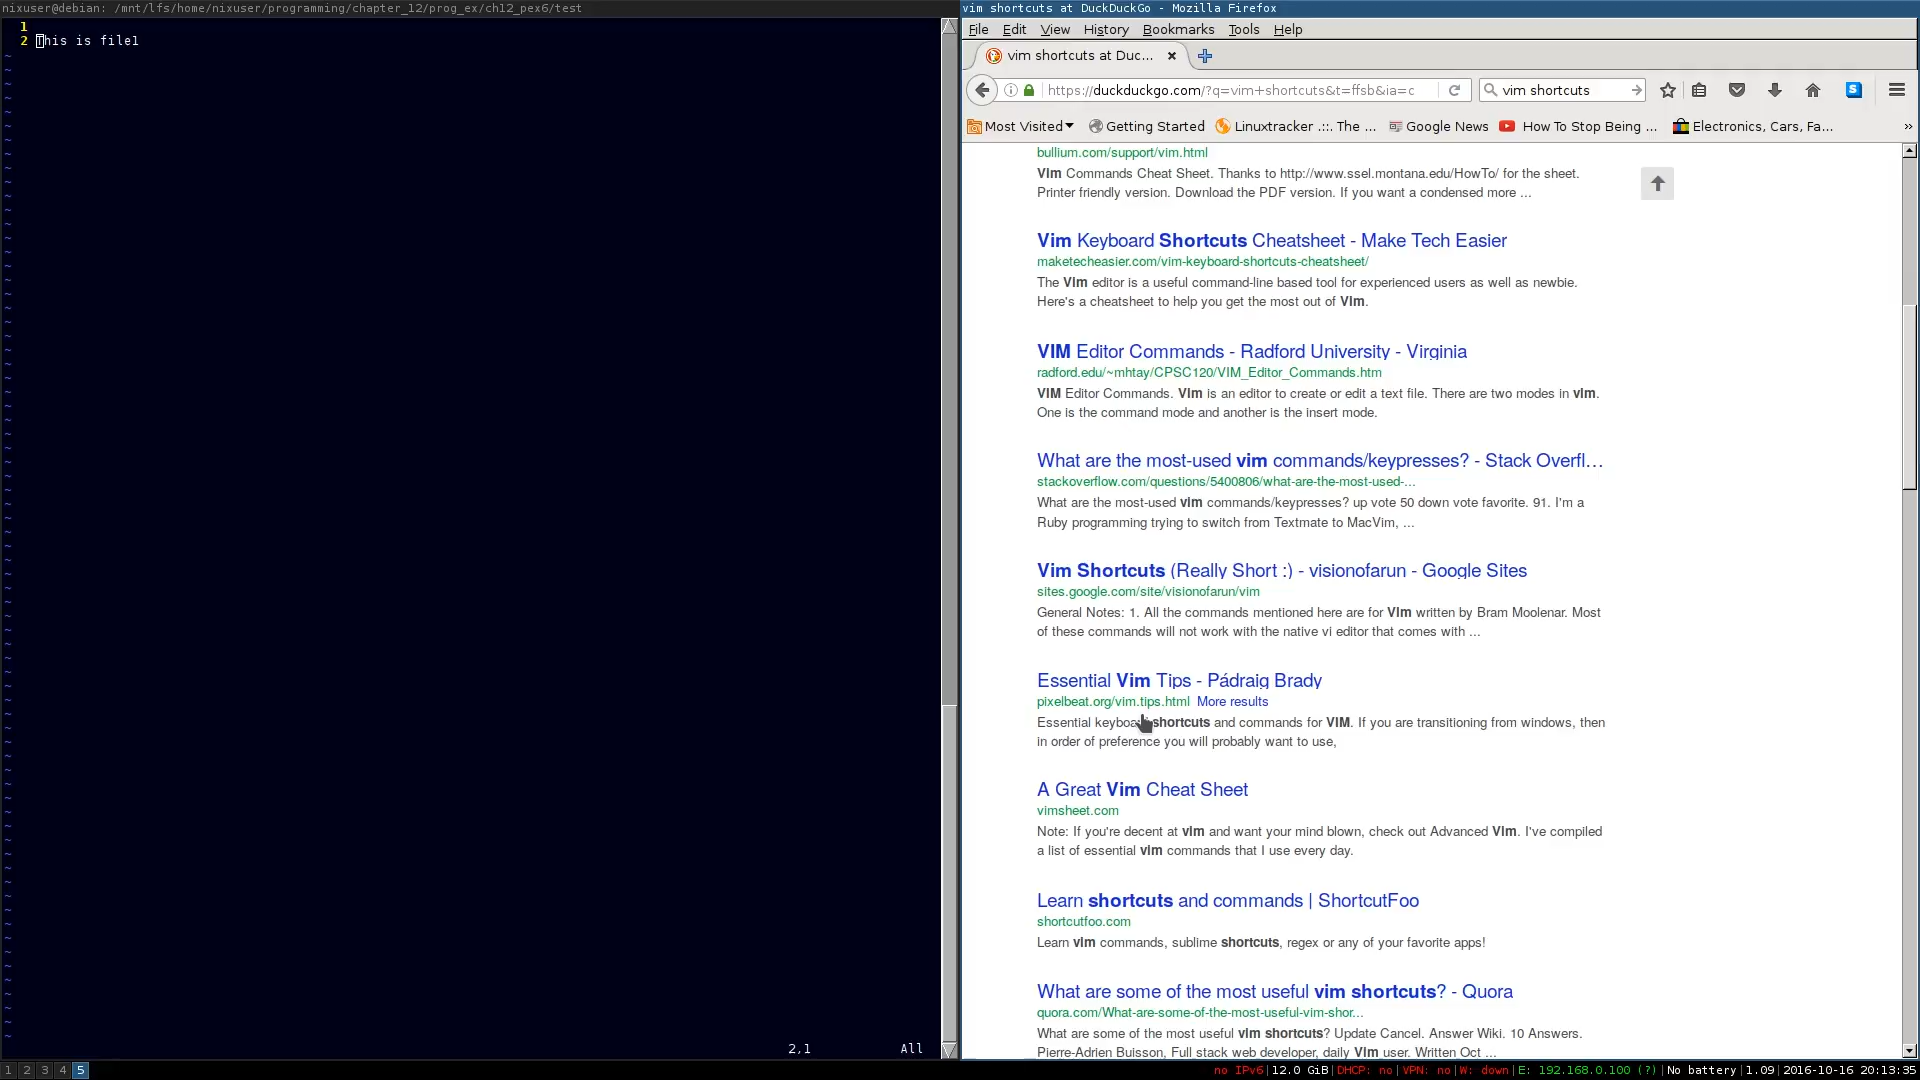 nixuser@debian: /mnt/lfs/home/nixuser/programming/chapter_12/prog_ex/ch12_pex6/test
1
2 This is file1
2,1 All
vim shortcuts at DuckDuckGo - Mozilla Firefox
File Edit View History Bookmarks Tools Help
vim shortcuts at Duc...
https://duckduckgo.com/?q=vim+shortcuts&t=ffsb&ia=c
vim shortcuts
Most Visited Getting Started Linuxtracker .::. The ... Google News How To Stop Being ... Electronics, Cars, Fa... »
bullium.com/support/vim.html
Vim Commands Cheat Sheet. Thanks to http://www.ssel.montana.edu/HowTo/ for the sheet.
Printer friendly version. Download the PDF version. If you want a condensed more ...
Vim Keyboard Shortcuts Cheatsheet - Make Tech Easier
maketecheasier.com/vim-keyboard-shortcuts-cheatsheet/
The Vim editor is a useful command-line based tool for experienced users as well as newbie.
Here's a cheatsheet to help you get the most out of Vim.
VIM Editor Commands - Radford University - Virginia
radford.edu/~mhtay/CPSC120/VIM_Editor_Commands.htm
VIM Editor Commands. Vim is an editor to create or edit a text file. There are two modes in vim.
One is the command mode and another is the insert mode.
What are the most-used vim commands/keypresses? - Stack Overfl...
stackoverflow.com/questions/5400806/what-are-the-most-used-...
What are the most-used vim commands/keypresses? up vote 50 down vote favorite. 91. I'm a
Ruby programming trying to switch from Textmate to MacVim, ...
Vim Shortcuts (Really Short :) - visionofarun - Google Sites
sites.google.com/site/visionofarun/vim
General Notes: 1. All the commands mentioned here are for Vim written by Bram Moolenar. Most
of these commands will not work with the native vi editor that comes with ...
Essential Vim Tips - Pádraig Brady
pixelbeat.org/vim.tips.html More results
Essential keyboard shortcuts and commands for VIM. If you are transitioning from windows, then
in order of preference you will probably want to use,
A Great Vim Cheat Sheet
vimsheet.com
Note: If you're decent at vim and want your mind blown, check out Advanced Vim. I've compiled
a list of essential vim commands that I use every day.
Learn shortcuts and commands | ShortcutFoo
shortcutfoo.com
Learn vim commands, sublime shortcuts, regex or any of your favorite apps!
What are some of the most useful vim shortcuts? - Quora
quora.com/What-are-some-of-the-most-useful-vim-shor...
What are some of the most useful vim shortcuts? Update Cancel. Answer Wiki. 10 Answers.
Pierre-Adrien Buisson, Full stack web developer, daily Vim user. Written Oct ...
1 2 3 4 5
no IPv6|12.0 GiB|DHCP: no|VPN: no|W: down|E: 192.168.0.100 (?)|No battery|1.09|2016-10-16 20:13:35